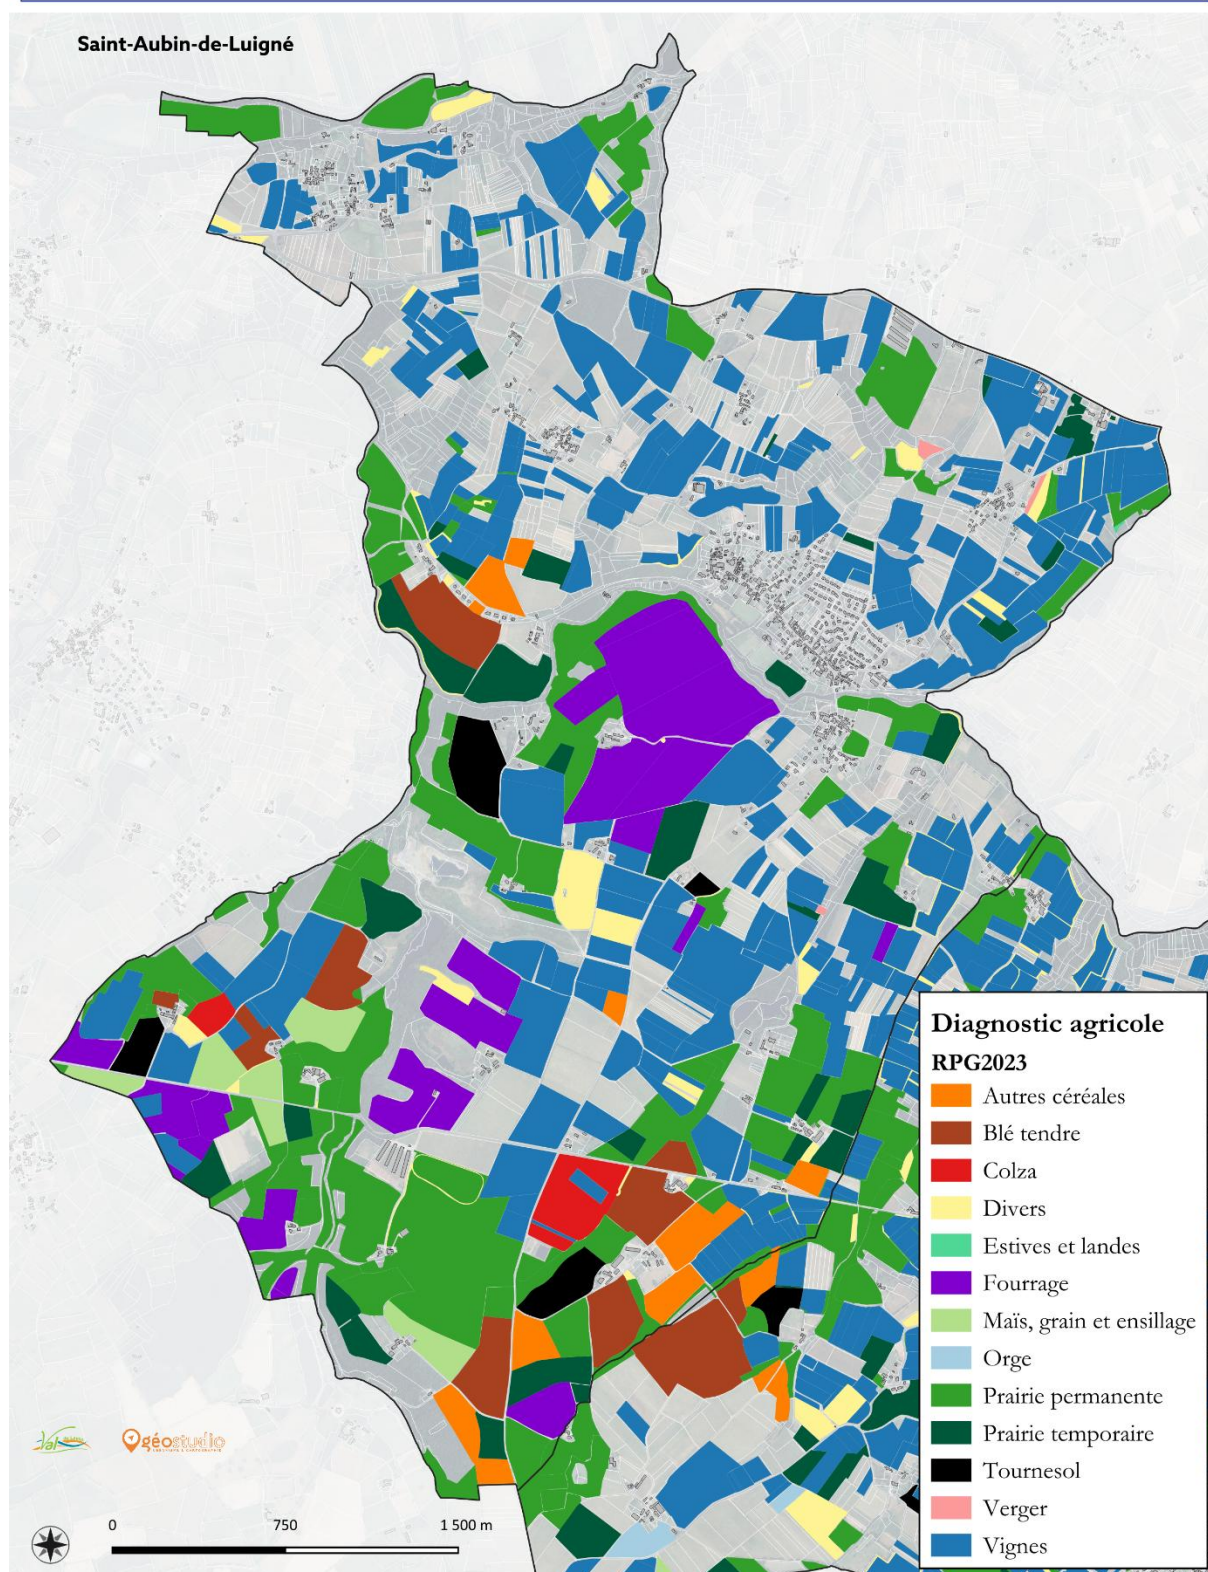 Saint-Aubin-de-Luigné
Diagnostic agricole
RPG2023
Autres céréales
Blé tendre
Colza
Divers
Estives et landes
Fourrage
Maïs, grain et ensillage
Orge
Prairie permanente
Prairie temporaire
Tournesol
Verger
Vignes
Val
géostudio
0 750 1 500 m